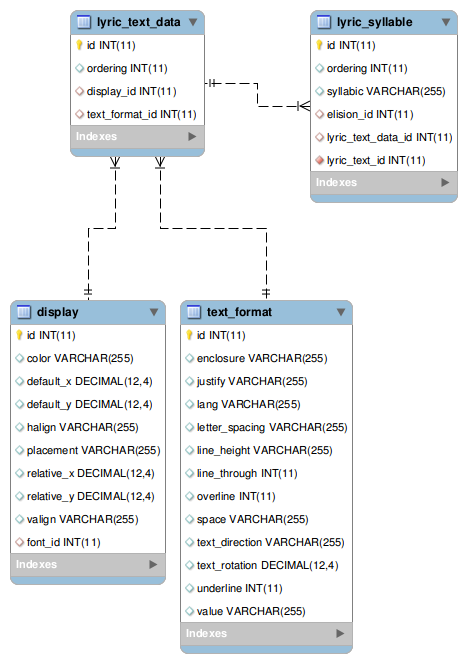 lyric_text_data
id INT(11)
ordering INT(11)
display_id INT(11)
text_format_id INT(11)
Indexes
lyric_syllable
id INT(11)
ordering INT(11)
syllabic VARCHAR(255)
elision_id INT(11)
lyric_text_data_id INT(11)
lyric_text_id INT(11)
Indexes
display
id INT(11)
color VARCHAR(255)
default_x DECIMAL(12,4)
default_y DECIMAL(12,4)
halign VARCHAR(255)
placement VARCHAR(255)
relative_x DECIMAL(12,4)
relative_y DECIMAL(12,4)
valign VARCHAR(255)
font_id INT(11)
Indexes
text_format
id INT(11)
enclosure VARCHAR(255)
justify VARCHAR(255)
lang VARCHAR(255)
letter_spacing VARCHAR(255)
line_height VARCHAR(255)
line_through INT(11)
overline INT(11)
space VARCHAR(255)
text_direction VARCHAR(255)
text_rotation DECIMAL(12,4)
underline INT(11)
value VARCHAR(255)
Indexes